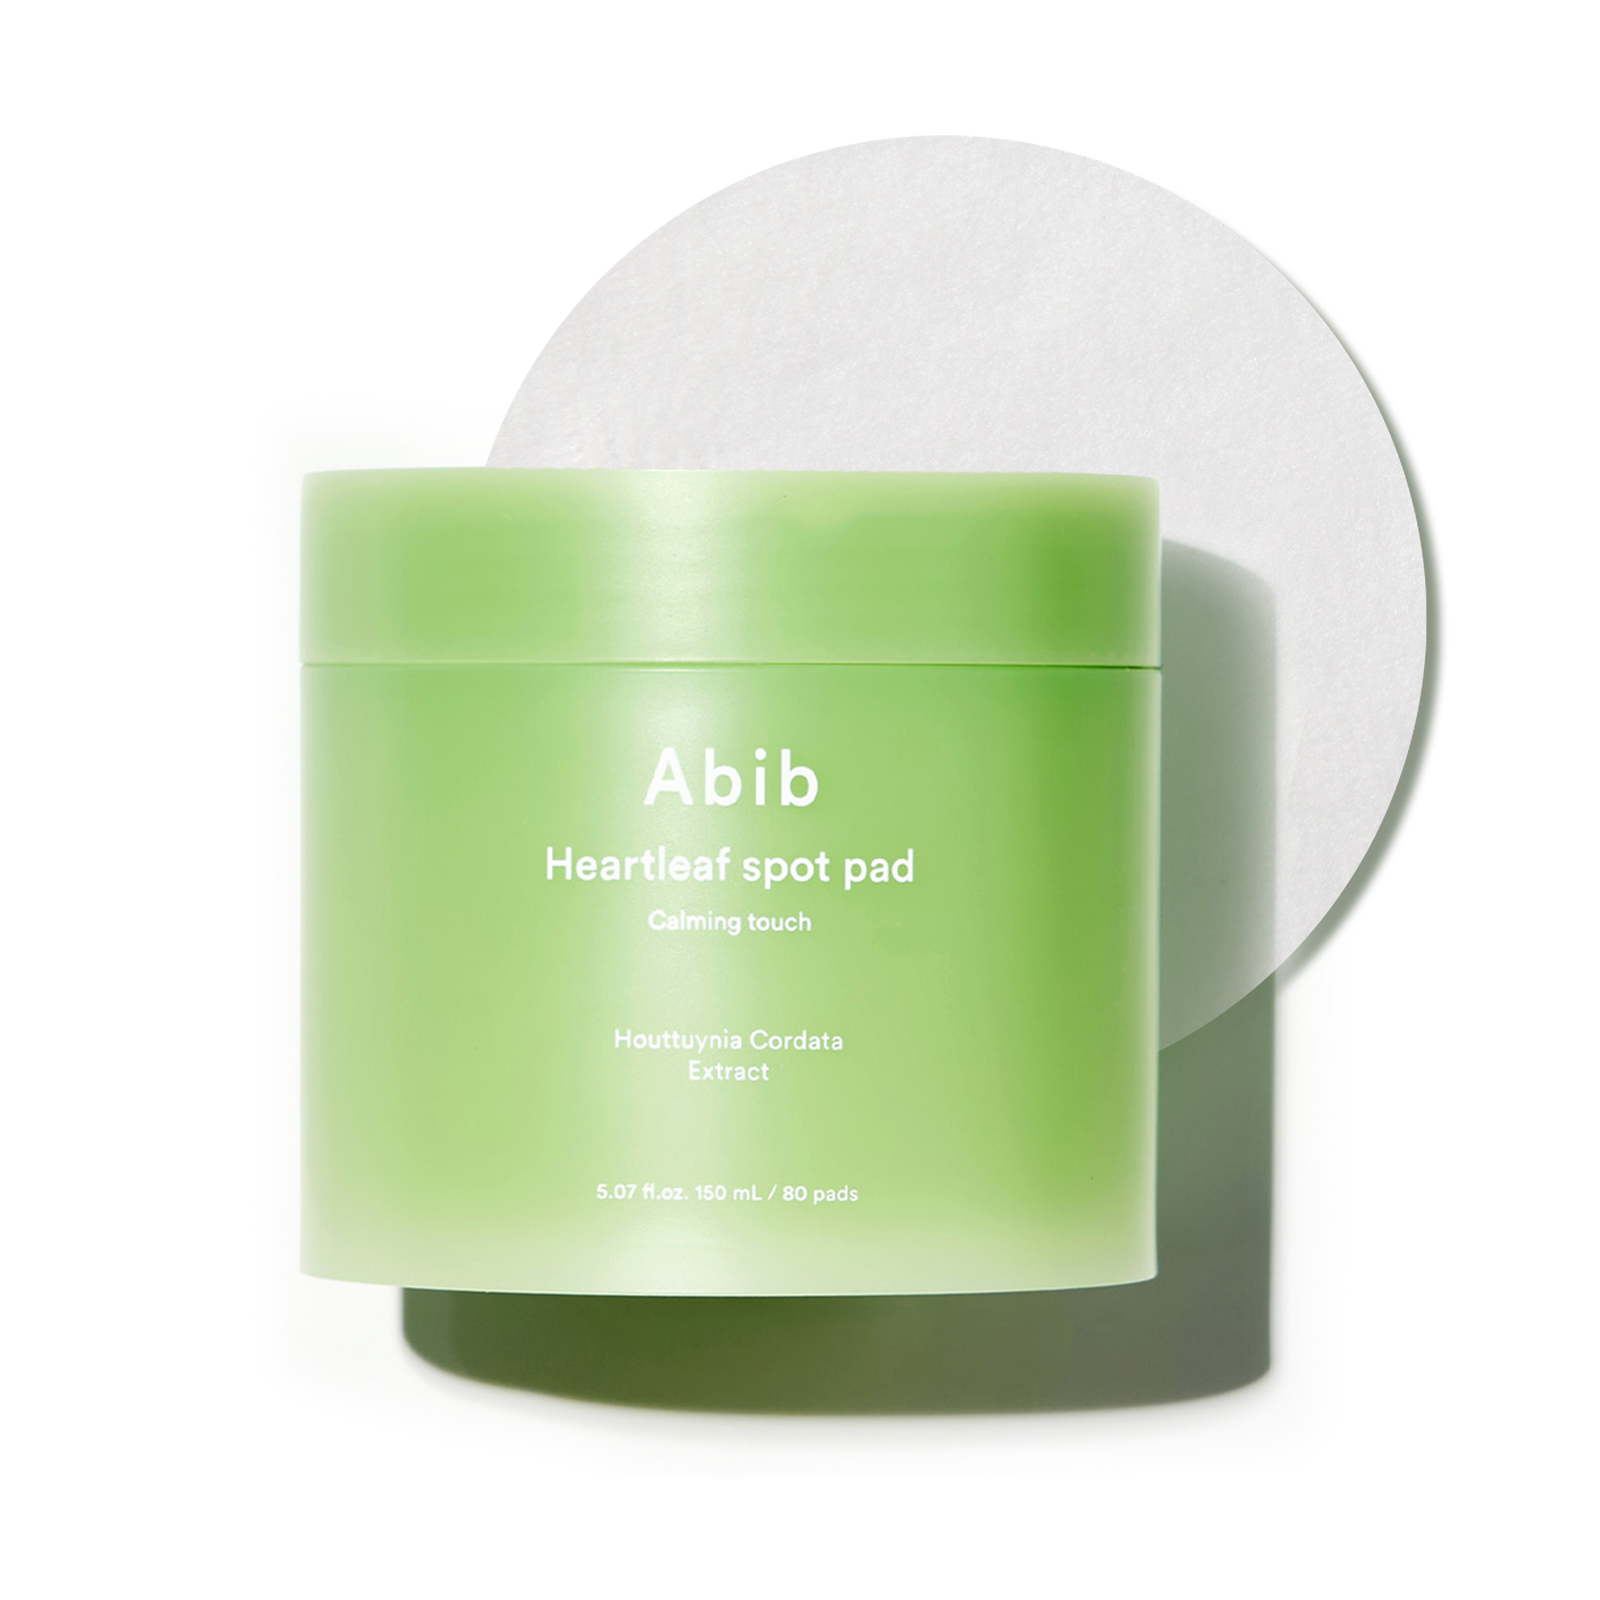 Abib
Heartleaf spot pad
Calming touch
Houttuynia Cordata
Extract
5.07 fl.oz. 150 mL / 80 pads